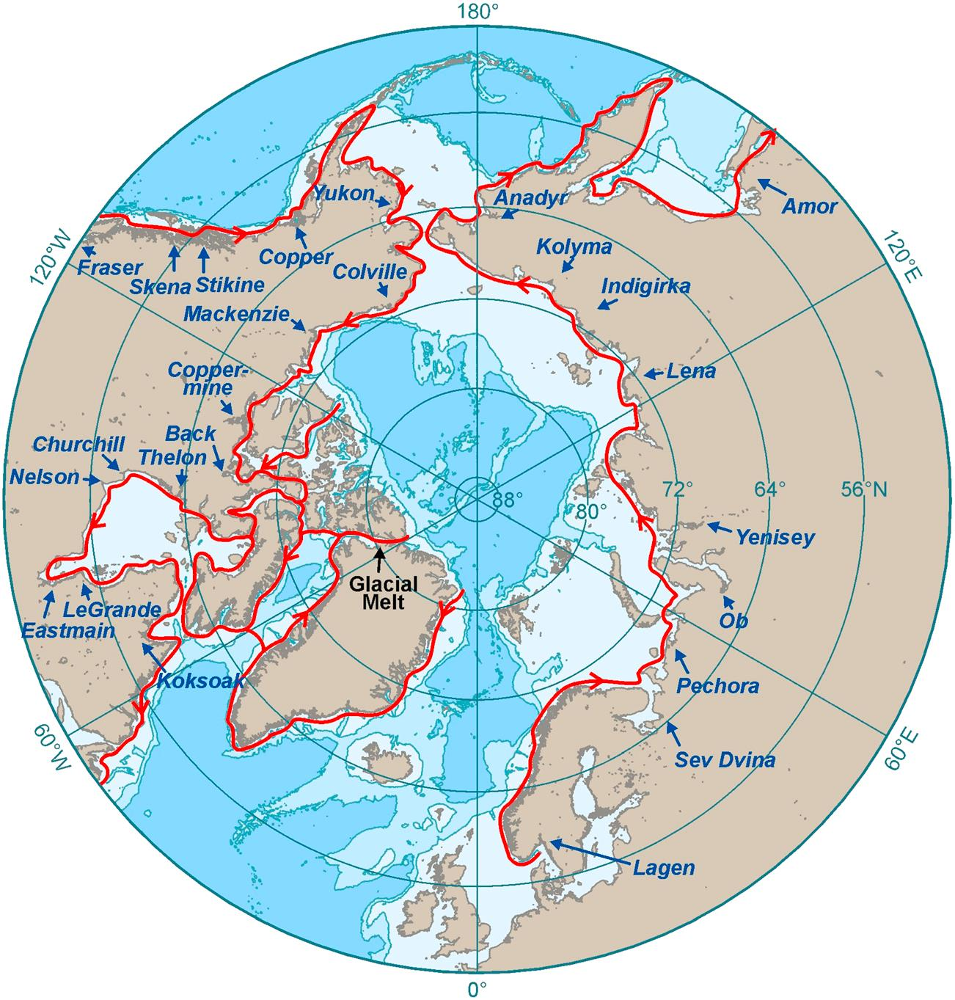 180°
Yukon
Anadyr
Amor
120°W
Fraser
Skena
Stikine
Copper
Colville
Kolyma
120°E
Indigirka
Mackenzie
Copper-
mine
Lena
Back
Churchill
Thelon
Nelson
88°
80°
72°
64°
56°N
Yenisey
Glacial
Melt
LeGrande
Eastmain
Ob
Koksoak
Pechora
60°W
60°E
Sev Dvina
Lagen
0°